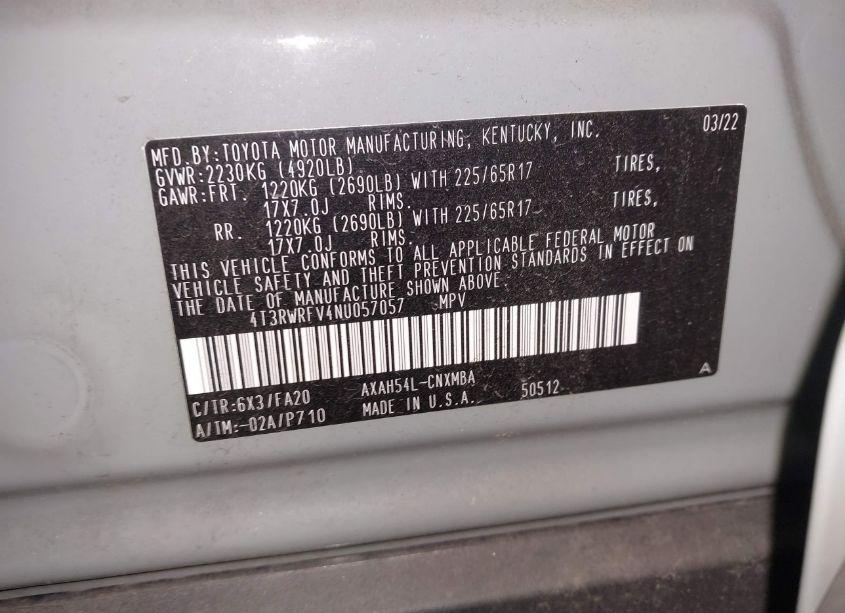 MFD.BY:TOYOTA MOTOR MANUFACTURING, KENTUCKY, INC. 03/22
GVWR:2230KG (4920LB)
GAWR:FRT. 1220KG (2690LB) WITH 225/65R17 TIRES,
17X7.0J RIMS.
RR. 1220KG (2690LB) WITH 225/65R17 TIRES,
17X7.0J RIMS.
THIS VEHICLE CONFORMS TO ALL APPLICABLE FEDERAL MOTOR
VEHICLE SAFETY AND THEFT PREVENTION STANDARDS IN EFFECT ON
THE DATE OF MANUFACTURE SHOWN ABOVE.
4T3RWRFV4NU057057 MPV
C/TR:6X3/FA20 AXAH54L-CNXMBA 50512 A
A/TM:-02A/P710 MADE IN U.S.A.